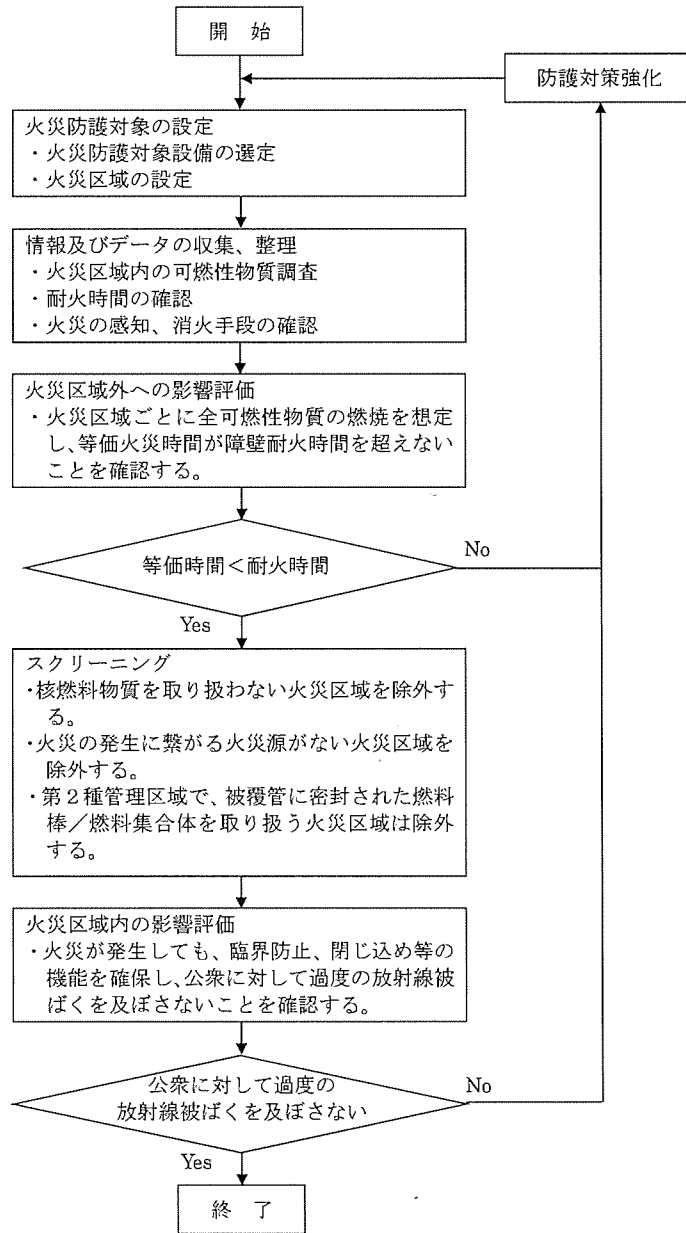 開　始
防護対策強化
火災防護対象の設定
・火災防護対象設備の選定
・火災区域の設定
情報及びデータの収集、整理
・火災区域内の可燃性物質調査
・耐火時間の確認
・火災の感知、消火手段の確認
火災区域外への影響評価
・火災区域ごとに全可燃性物質の燃焼を想定
し、等価火災時間が障壁耐火時間を超えない
ことを確認する。
等価時間＜耐火時間
No
Yes
スクリーニング
・核燃料物質を取り扱わない火災区域を除外す
る。
・火災の発生に繋がる火災源がない火災区域を
除外する。
・第２種管理区域で、被覆管に密封された燃料
棒／燃料集合体を取り扱う火災区域は除外
する。
火災区域内の影響評価
・火災が発生しても、臨界防止、閉じ込め等の
機能を確保し、公衆に対して過度の放射線被
ばくを及ぼさないことを確認する。
公衆に対して過度の
放射線被ばくを及ぼさない
No
Yes
終　了